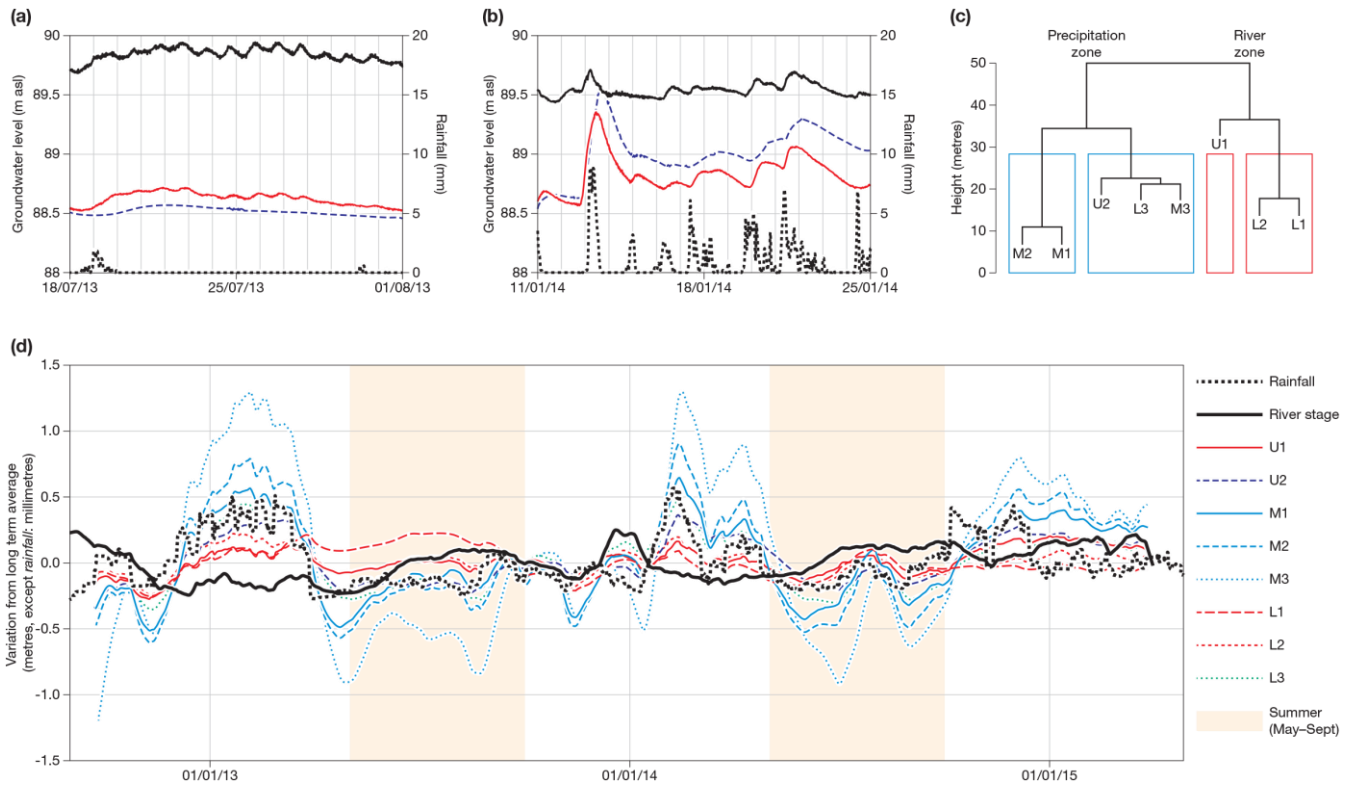 (a)
90
89.5
89
88.5
88
Groundwater level (m asl)
20
15
10
5
0
Rainfall (mm)
18/07/13
25/07/13
01/08/13
(b)
90
89.5
89
88.5
88
Groundwater level (m asl)
20
15
10
5
0
Rainfall (mm)
11/01/14
18/01/14
25/01/14
(c)
Precipitation
zone
River
zone
50
40
30
20
10
0
Height (metres)
U1
U2
L3
M3
L2
L1
M2
M1
(d)
1.5
1.0
0.5
0.0
-0.5
-1.0
-1.5
Variation from long term average
(metres, except rainfall: millimetres)
01/01/13
01/01/14
01/01/15
Rainfall
River stage
U1
U2
M1
M2
M3
L1
L2
L3
Summer
(May–Sept)